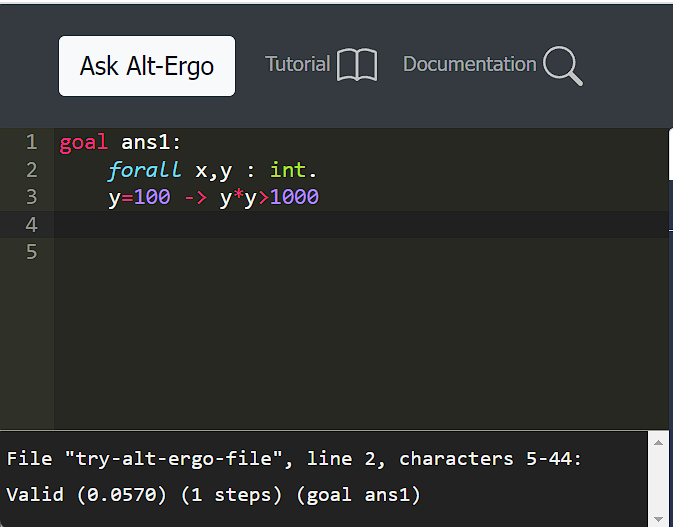 Ask Alt-Ergo Tutorial Documentation
1 goal ans1:
2 forall x,y : int.
3 y=100 -> y*y>1000
4
5
File "try-alt-ergo-file", line 2, characters 5-44:
Valid (0.0570) (1 steps) (goal ans1)